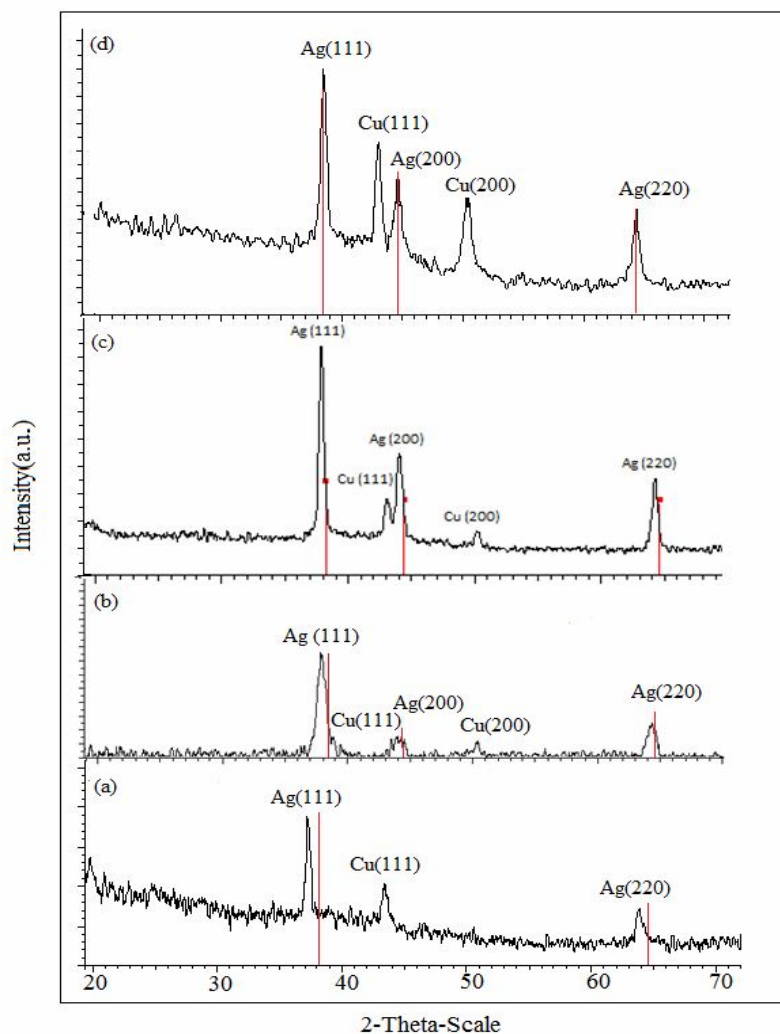 (d)
Ag(111)
Cu(111)
Ag(200)
Cu(200)
Ag(220)
(c)
Ag (111)
Cu (111)
Ag (200)
Cu (200)
Ag (220)
(b)
Ag (111)
Cu(111)
Ag(200)
Cu(200)
Ag(220)
(a)
Ag(111)
Cu(111)
Ag(220)
20 30 40 50 60 70
2-Theta-Scale
Intensity(a.u.)